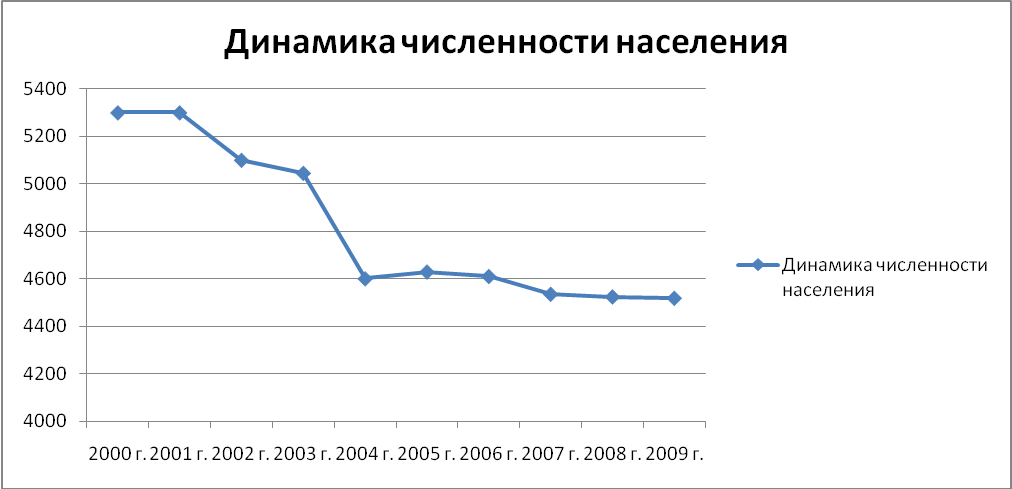 Динамика численности населения
5400
5200
5000
4800
4600
4400
4200
4000
2000 г. 2001 г. 2002 г. 2003 г. 2004 г. 2005 г. 2006 г. 2007 г. 2008 г. 2009 г.
Динамика численности
населения